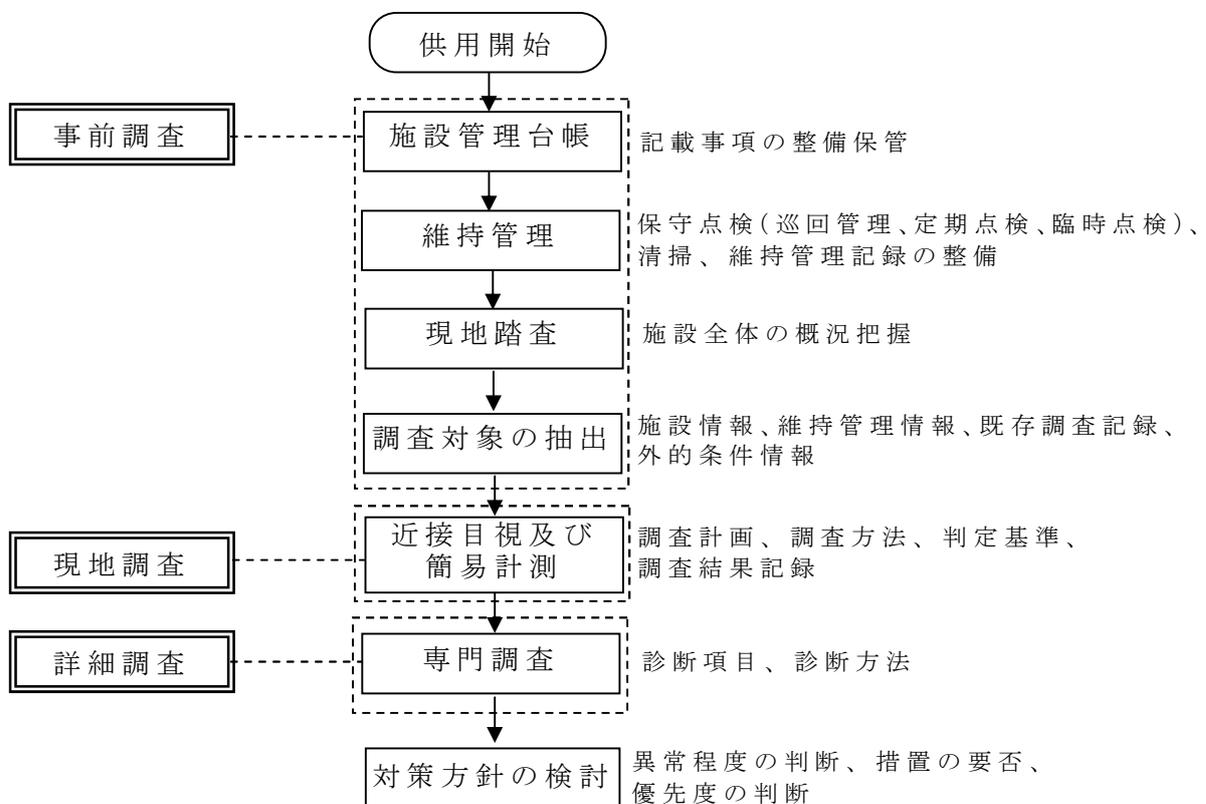 供用開始
事前調査
施設管理台帳
記載事項の整備保管
維持管理
保守点検(巡回管理、定期点検、臨時点検)、
清掃、維持管理記録の整備
現地踏査
施設全体の概況把握
調査対象の抽出
施設情報、維持管理情報、既存調査記録、
外的条件情報
現地調査
近接目視及び
簡易計測
調査計画、調査方法、判定基準、
調査結果記録
詳細調査
専門調査
診断項目、診断方法
対策方針の検討
異常程度の判断、措置の要否、
優先度の判断